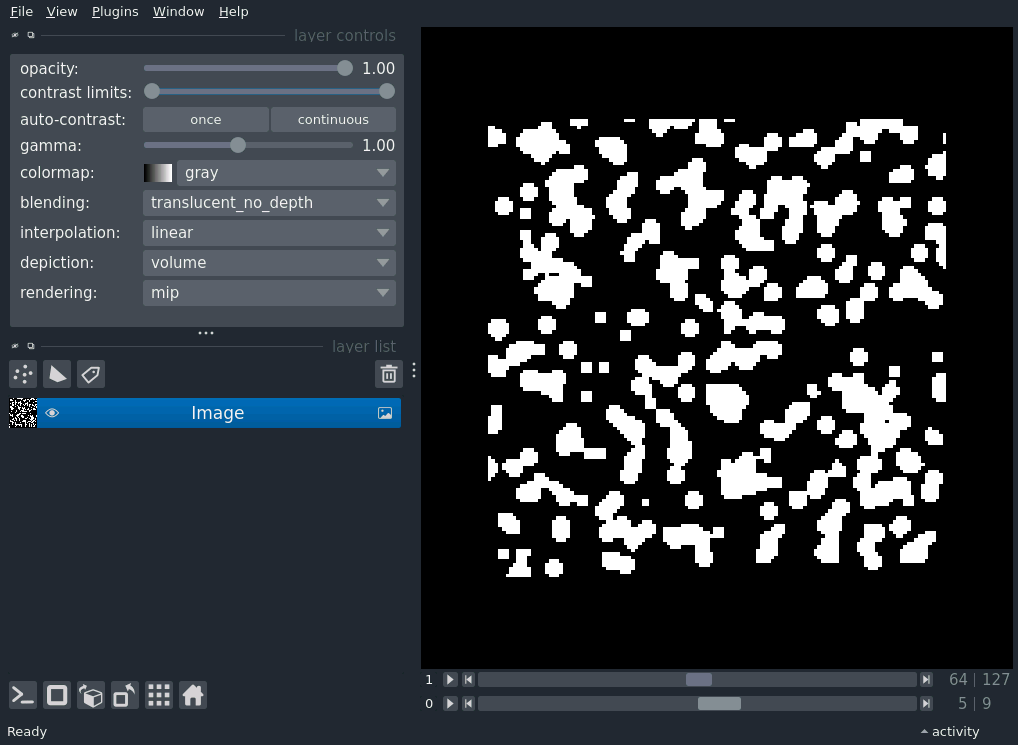 File View Plugins Window Help
layer controls
opacity: 1.00
contrast limits:
auto-contrast: once continuous
gamma: 1.00
colormap: gray
blending: translucent_no_depth
interpolation: linear
depiction: volume
rendering: mip
layer list
Image
1 64 | 127
0 5 | 9
Ready activity